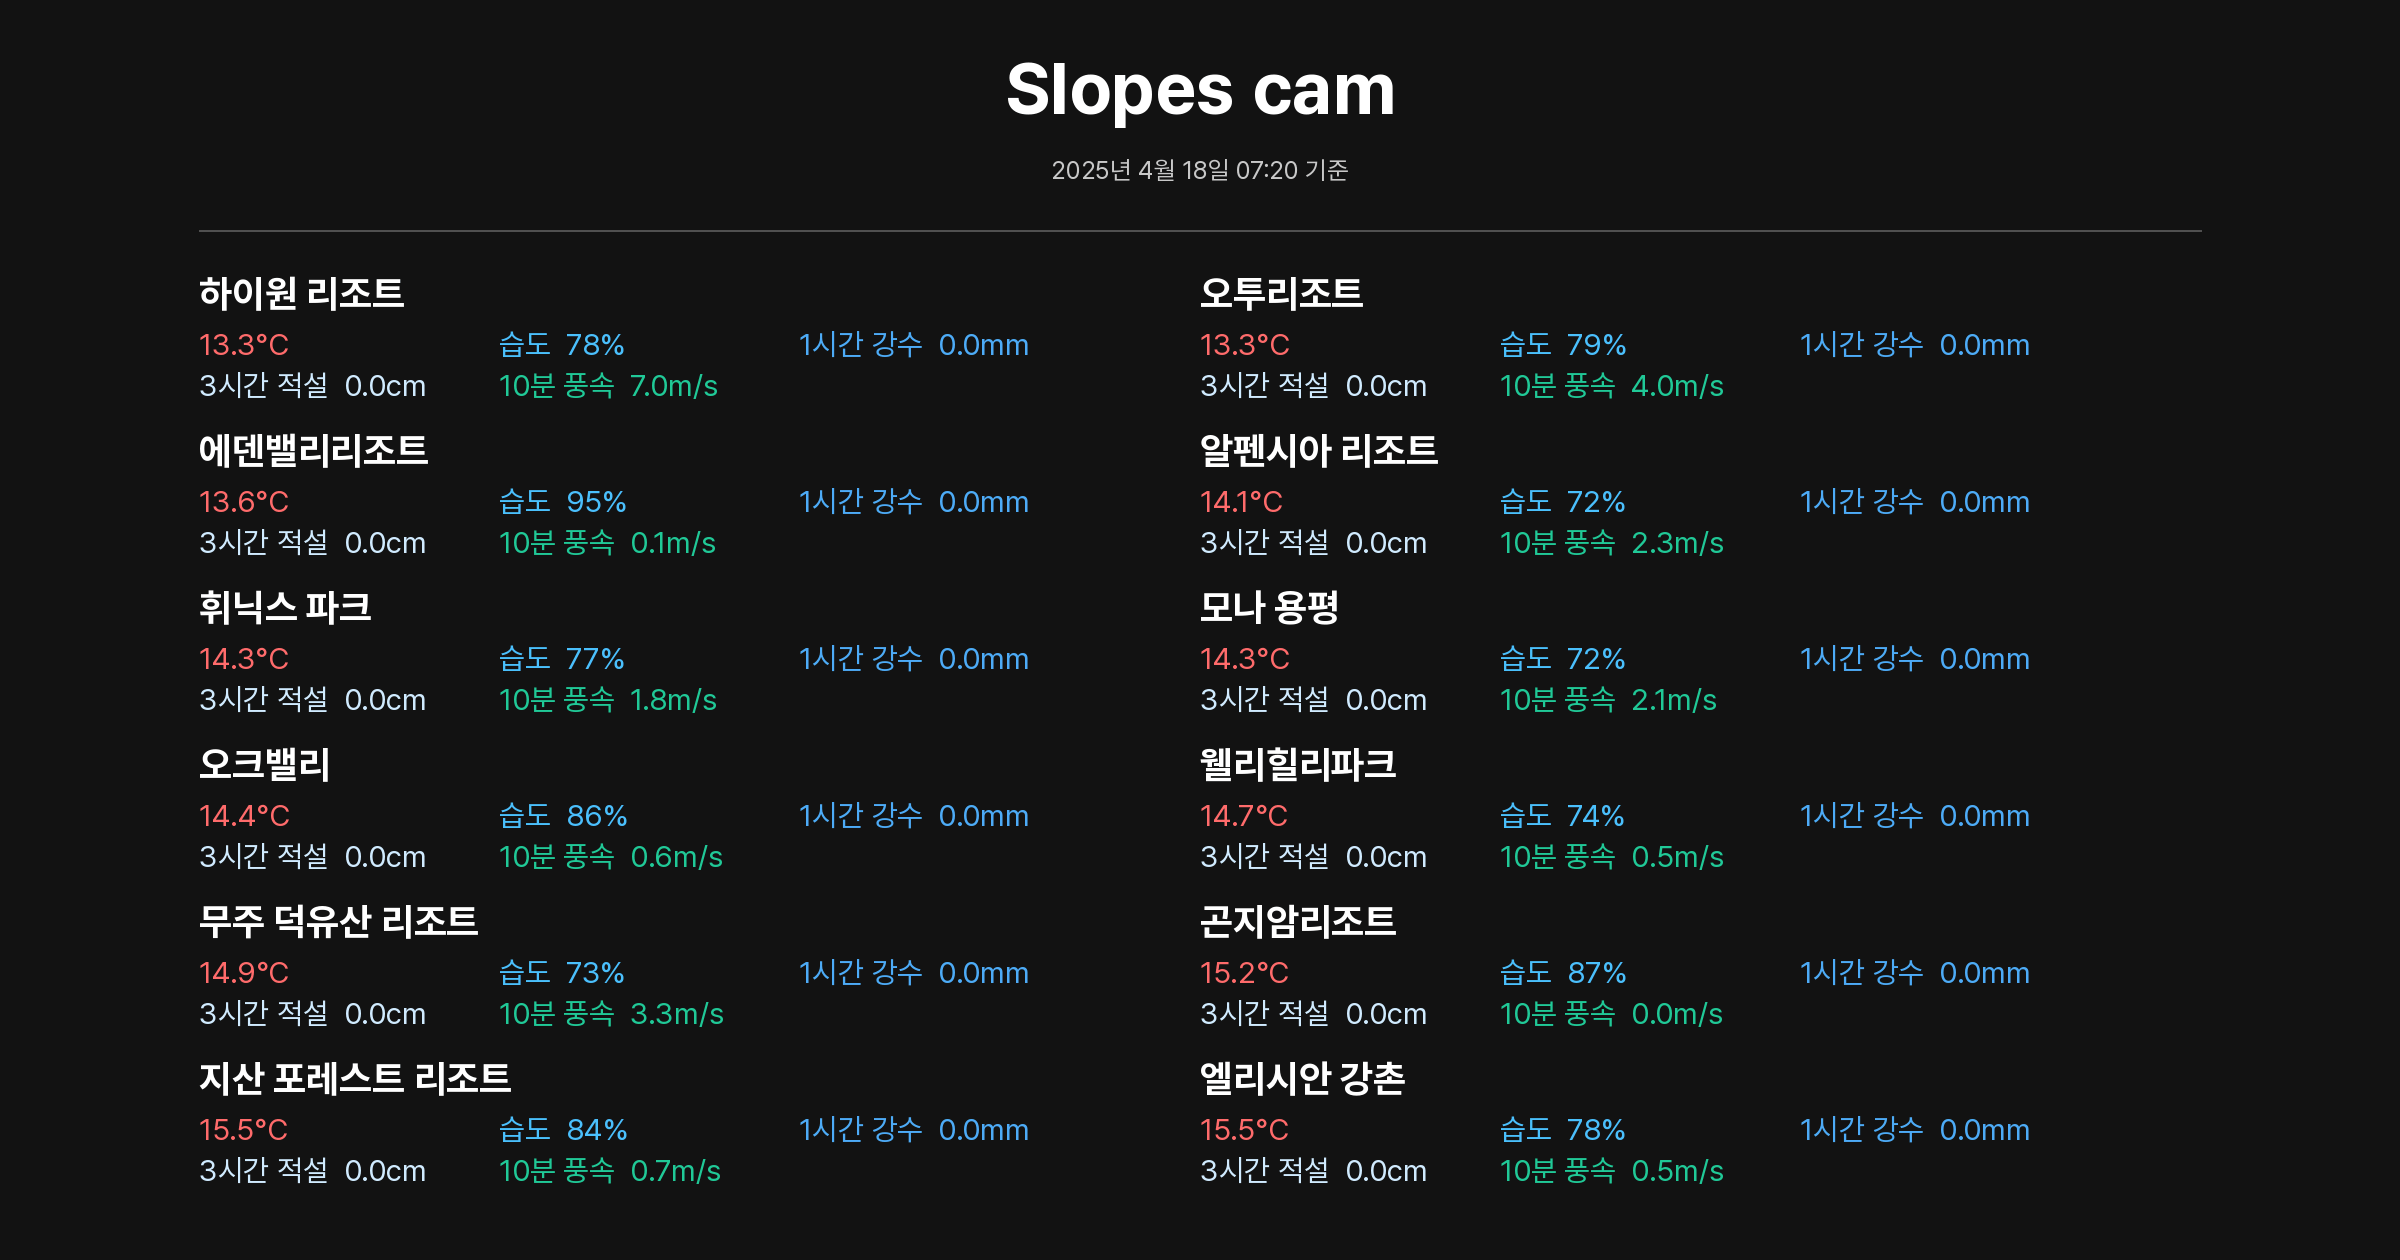 Slopes cam
2025년 4월 18일 07:20 기준
하이원 리조트
13.3°C 습도 78% 1시간 강수 0.0mm
3시간 적설 0.0cm 10분 풍속 7.0m/s
오투리조트
13.3°C 습도 79% 1시간 강수 0.0mm
3시간 적설 0.0cm 10분 풍속 4.0m/s
에덴밸리리조트
13.6°C 습도 95% 1시간 강수 0.0mm
3시간 적설 0.0cm 10분 풍속 0.1m/s
알펜시아 리조트
14.1°C 습도 72% 1시간 강수 0.0mm
3시간 적설 0.0cm 10분 풍속 2.3m/s
휘닉스 파크
14.3°C 습도 77% 1시간 강수 0.0mm
3시간 적설 0.0cm 10분 풍속 1.8m/s
모나 용평
14.3°C 습도 72% 1시간 강수 0.0mm
3시간 적설 0.0cm 10분 풍속 2.1m/s
오크밸리
14.4°C 습도 86% 1시간 강수 0.0mm
3시간 적설 0.0cm 10분 풍속 0.6m/s
웰리힐리파크
14.7°C 습도 74% 1시간 강수 0.0mm
3시간 적설 0.0cm 10분 풍속 0.5m/s
무주 덕유산 리조트
14.9°C 습도 73% 1시간 강수 0.0mm
3시간 적설 0.0cm 10분 풍속 3.3m/s
곤지암리조트
15.2°C 습도 87% 1시간 강수 0.0mm
3시간 적설 0.0cm 10분 풍속 0.0m/s
지산 포레스트 리조트
15.5°C 습도 84% 1시간 강수 0.0mm
3시간 적설 0.0cm 10분 풍속 0.7m/s
엘리시안 강촌
15.5°C 습도 78% 1시간 강수 0.0mm
3시간 적설 0.0cm 10분 풍속 0.5m/s